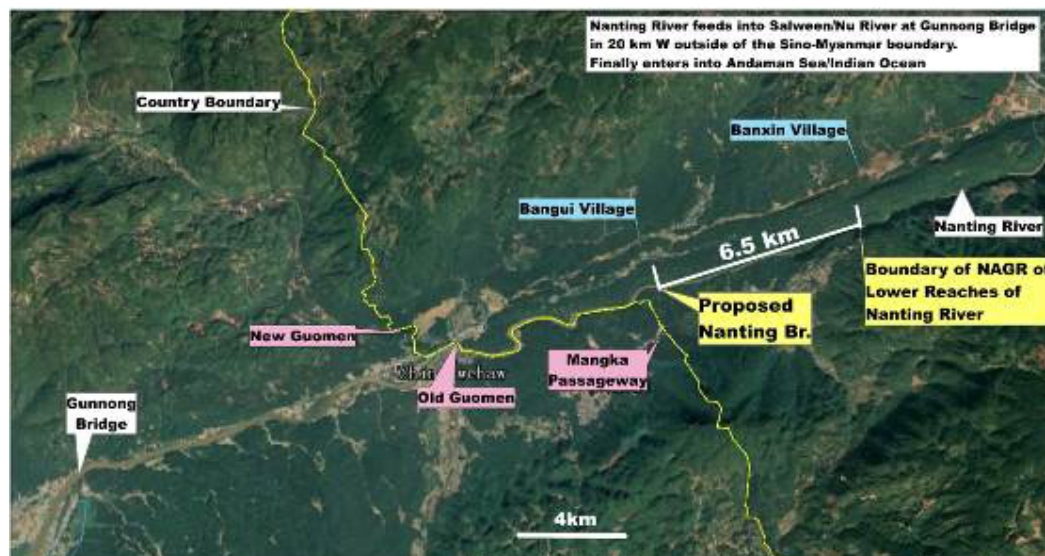 Nanting River feeds into Salween/Nu River at Gunnong Bridge
in 20 km W outside of the Sino-Myanmar boundary.
Finally enters into Andaman Sea/Indian Ocean
Country Boundary
Banxin Village
Bangui Village
Nanting River
6.5 km
Boundary of NAGR of
Lower Reaches of
Nanting River
Proposed
Nanting Br.
New Guomen
Mangka
Passageway
Old Guomen
Gunnong
Bridge
4km